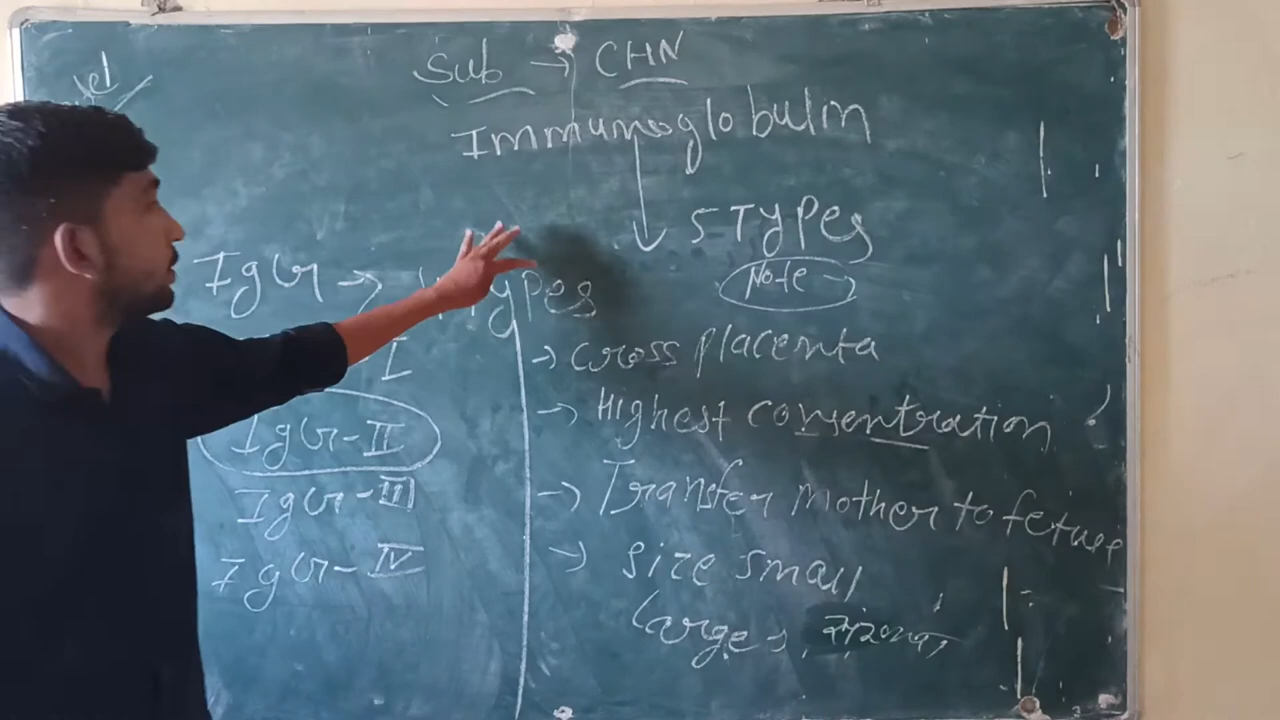 Sub → CHN
Immunoglobulin
5 Types
Note →
IgG → Types
I
IgG-II
IgG-III
IgG-IV
→ cross placenta
→ Highest consentration
→ Transfer mother to fetus
→ size small
large